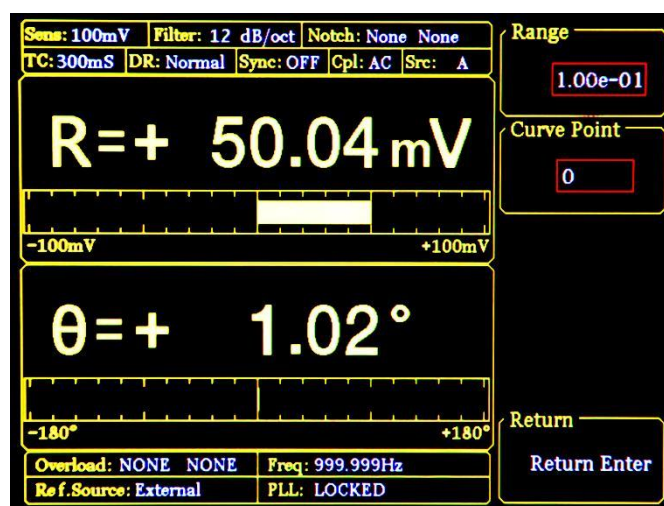 Sens: 100mV Filter: 12 dB/oct Notch: None None
TC: 300mS DR: Normal Sync: OFF Cpl: AC Src: A
R=+ 50.04 mV
-100mV +100mV
θ=+ 1.02°
-180° +180°
Overload: NONE NONE Freq: 999.999Hz
Ref.Source: External PLL: LOCKED
Range
1.00e-01
Curve Point
0
Return
Return Enter